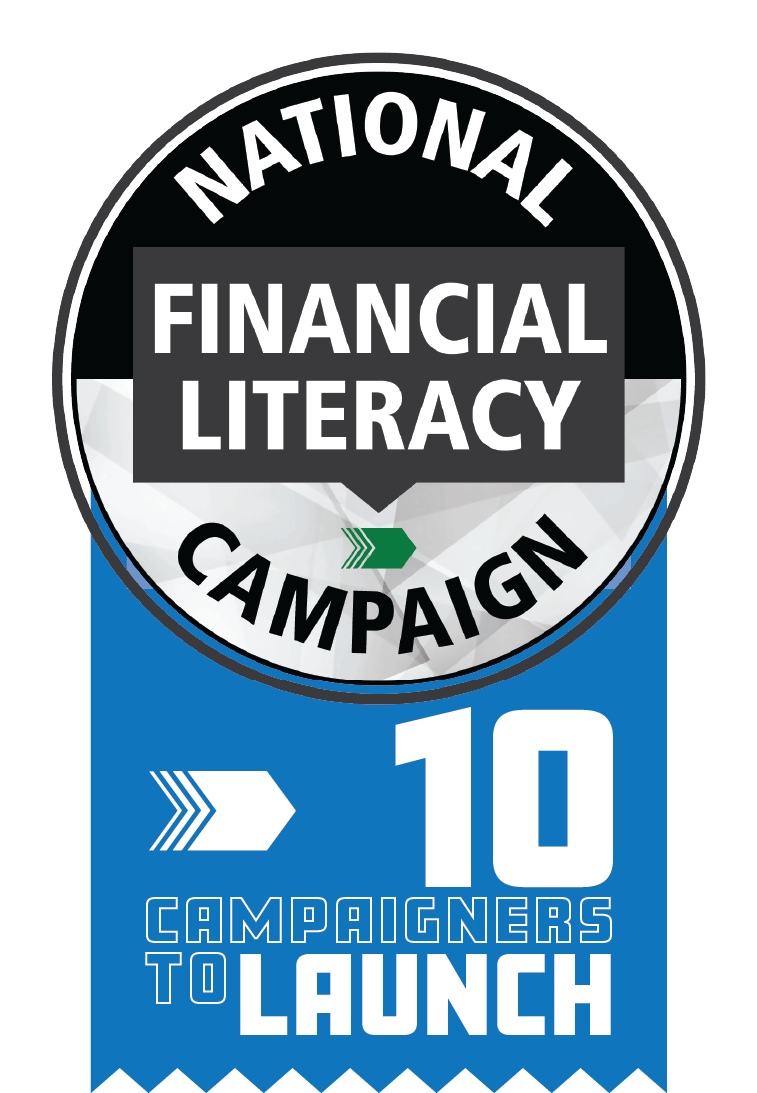 NATIONAL
FINANCIAL
LITERACY
CAMPAIGN
10
CAMPAIGNERS
TO LAUNCH